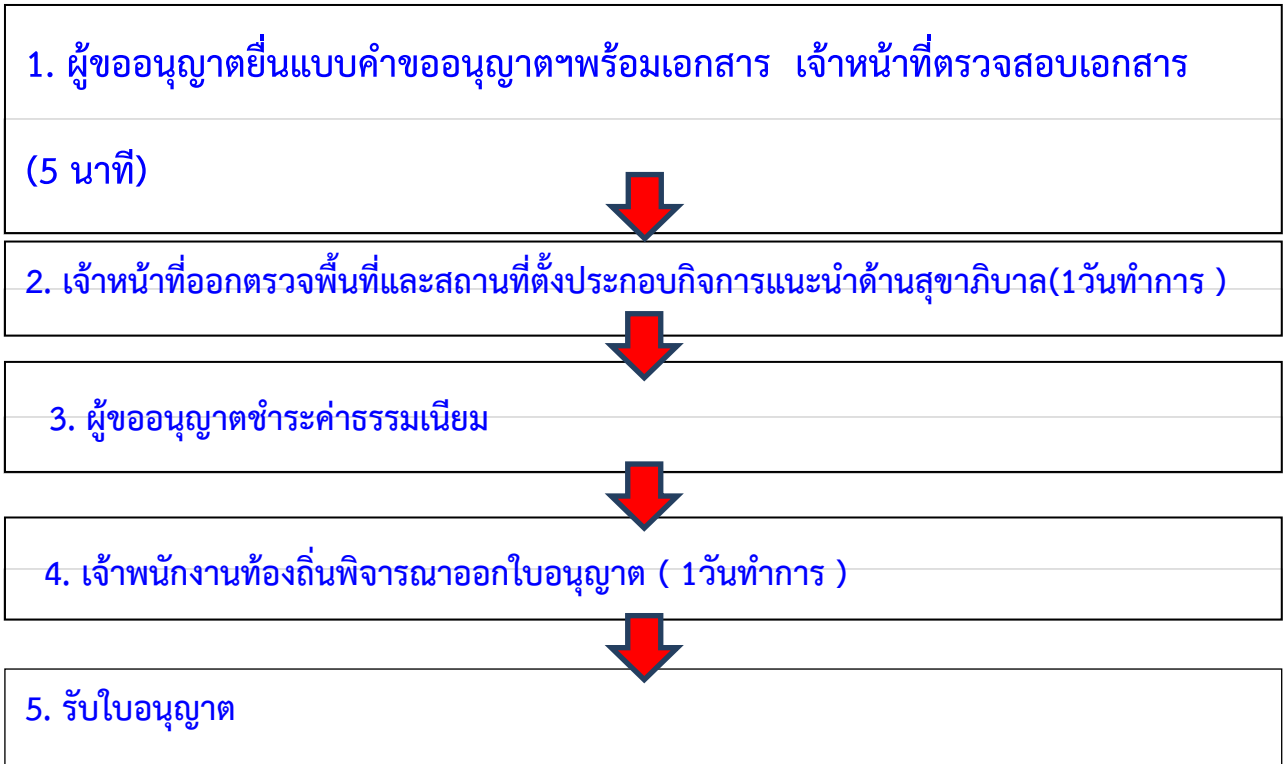 1. ผู้ขออนุญาตยื่นแบบคำขออนุญาตฯพร้อมเอกสาร เจ้าหน้าที่ตรวจสอบเอกสาร
(5 นาที)
2. เจ้าหน้าที่ออกตรวจพื้นที่และสถานที่ตั้งประกอบกิจการแนะนำด้านสุขาภิบาล(1วันทำการ )
3. ผู้ขออนุญาตชำระค่าธรรมเนียม
4. เจ้าพนักงานท้องถิ่นพิจารณาออกใบอนุญาต ( 1วันทำการ )
5. รับใบอนุญาต